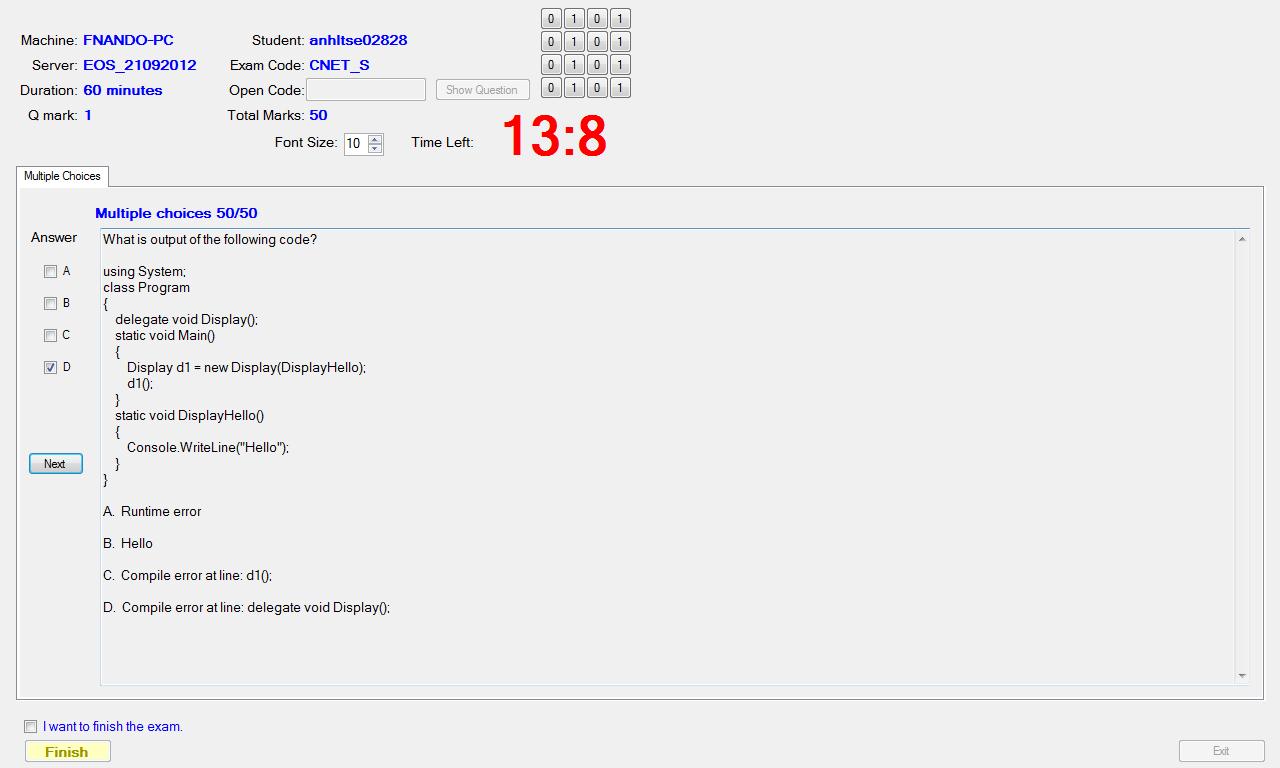 Machine: FNANDO-PC Student: anhltse02828
Server: EOS_21092012 Exam Code: CNET_S
Duration: 60 minutes Open Code: Show Question
Q mark: 1 Total Marks: 50
0 1 0 1
0 1 0 1
0 1 0 1
0 1 0 1
Font Size: 10 Time Left: 13:8
Multiple Choices
Multiple choices 50/50
Answer
A
B
C
D
Next
What is output of the following code?
using System;
class Program
{
delegate void Display();
static void Main()
{
Display d1 = new Display(DisplayHello);
d1();
}
static void DisplayHello()
{
Console.WriteLine("Hello");
}
}
A. Runtime error
B. Hello
C. Compile error at line: d1();
D. Compile error at line: delegate void Display();
I want to finish the exam.
Finish
Exit